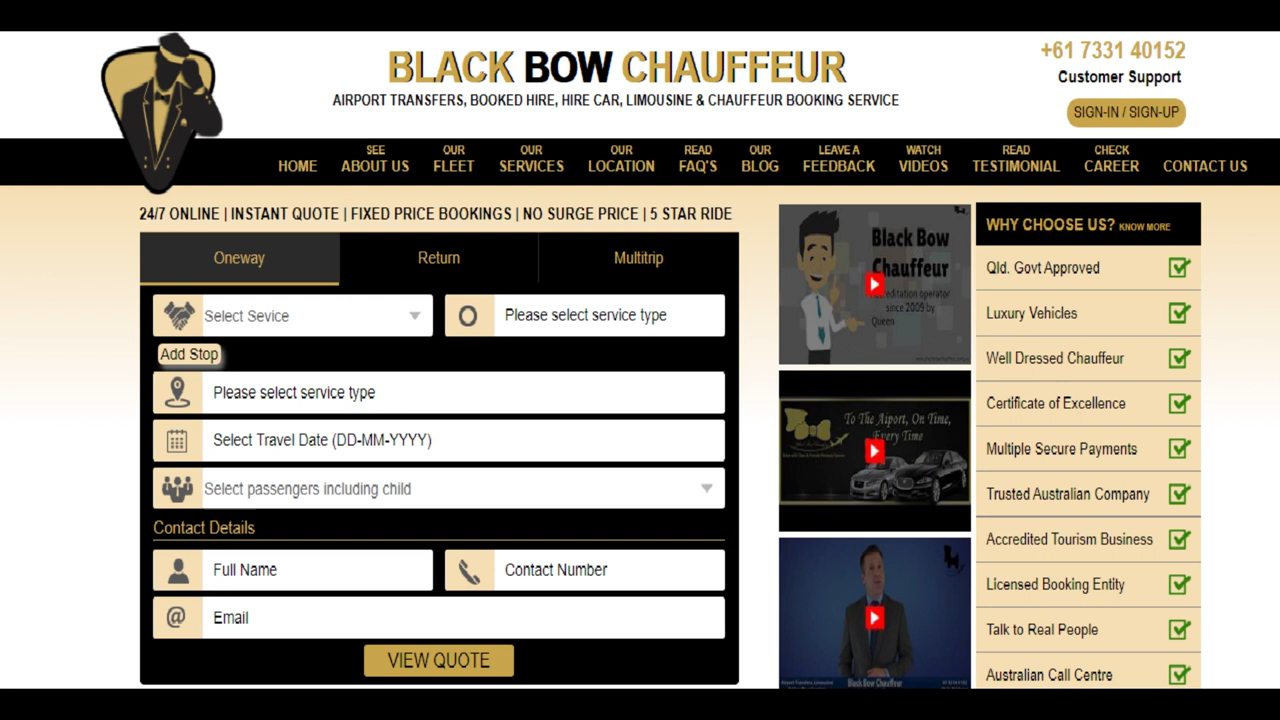 BLACK BOW CHAUFFEUR
AIRPORT TRANSFERS, BOOKED HIRE, HIRE CAR, LIMOUSINE & CHAUFFEUR BOOKING SERVICE
+61 7331 40152
Customer Support
SIGN-IN / SIGN-UP
HOME
SEE ABOUT US
OUR FLEET
OUR SERVICES
OUR LOCATION
READ FAQ'S
OUR BLOG
LEAVE A FEEDBACK
WATCH VIDEOS
READ TESTIMONIAL
CHECK CAREER
CONTACT US
24/7 ONLINE | INSTANT QUOTE | FIXED PRICE BOOKINGS | NO SURGE PRICE | 5 STAR RIDE
Oneway
Return
Multitrip
Select Sevice
Please select service type
Add Stop
Please select service type
Select Travel Date (DD-MM-YYYY)
Select passengers including child
Contact Details
Full Name
Contact Number
@
Email
VIEW QUOTE
Black Bow
Chauffeur
since 2009 by
Queen
To The Aiport, On Time,
Every Time
Black Bow Chauffeur
WHY CHOOSE US? KNOW MORE
Qld. Govt Approved
Luxury Vehicles
Well Dressed Chauffeur
Certificate of Excellence
Multiple Secure Payments
Trusted Australian Company
Accredited Tourism Business
Licensed Booking Entity
Talk to Real People
Australian Call Centre